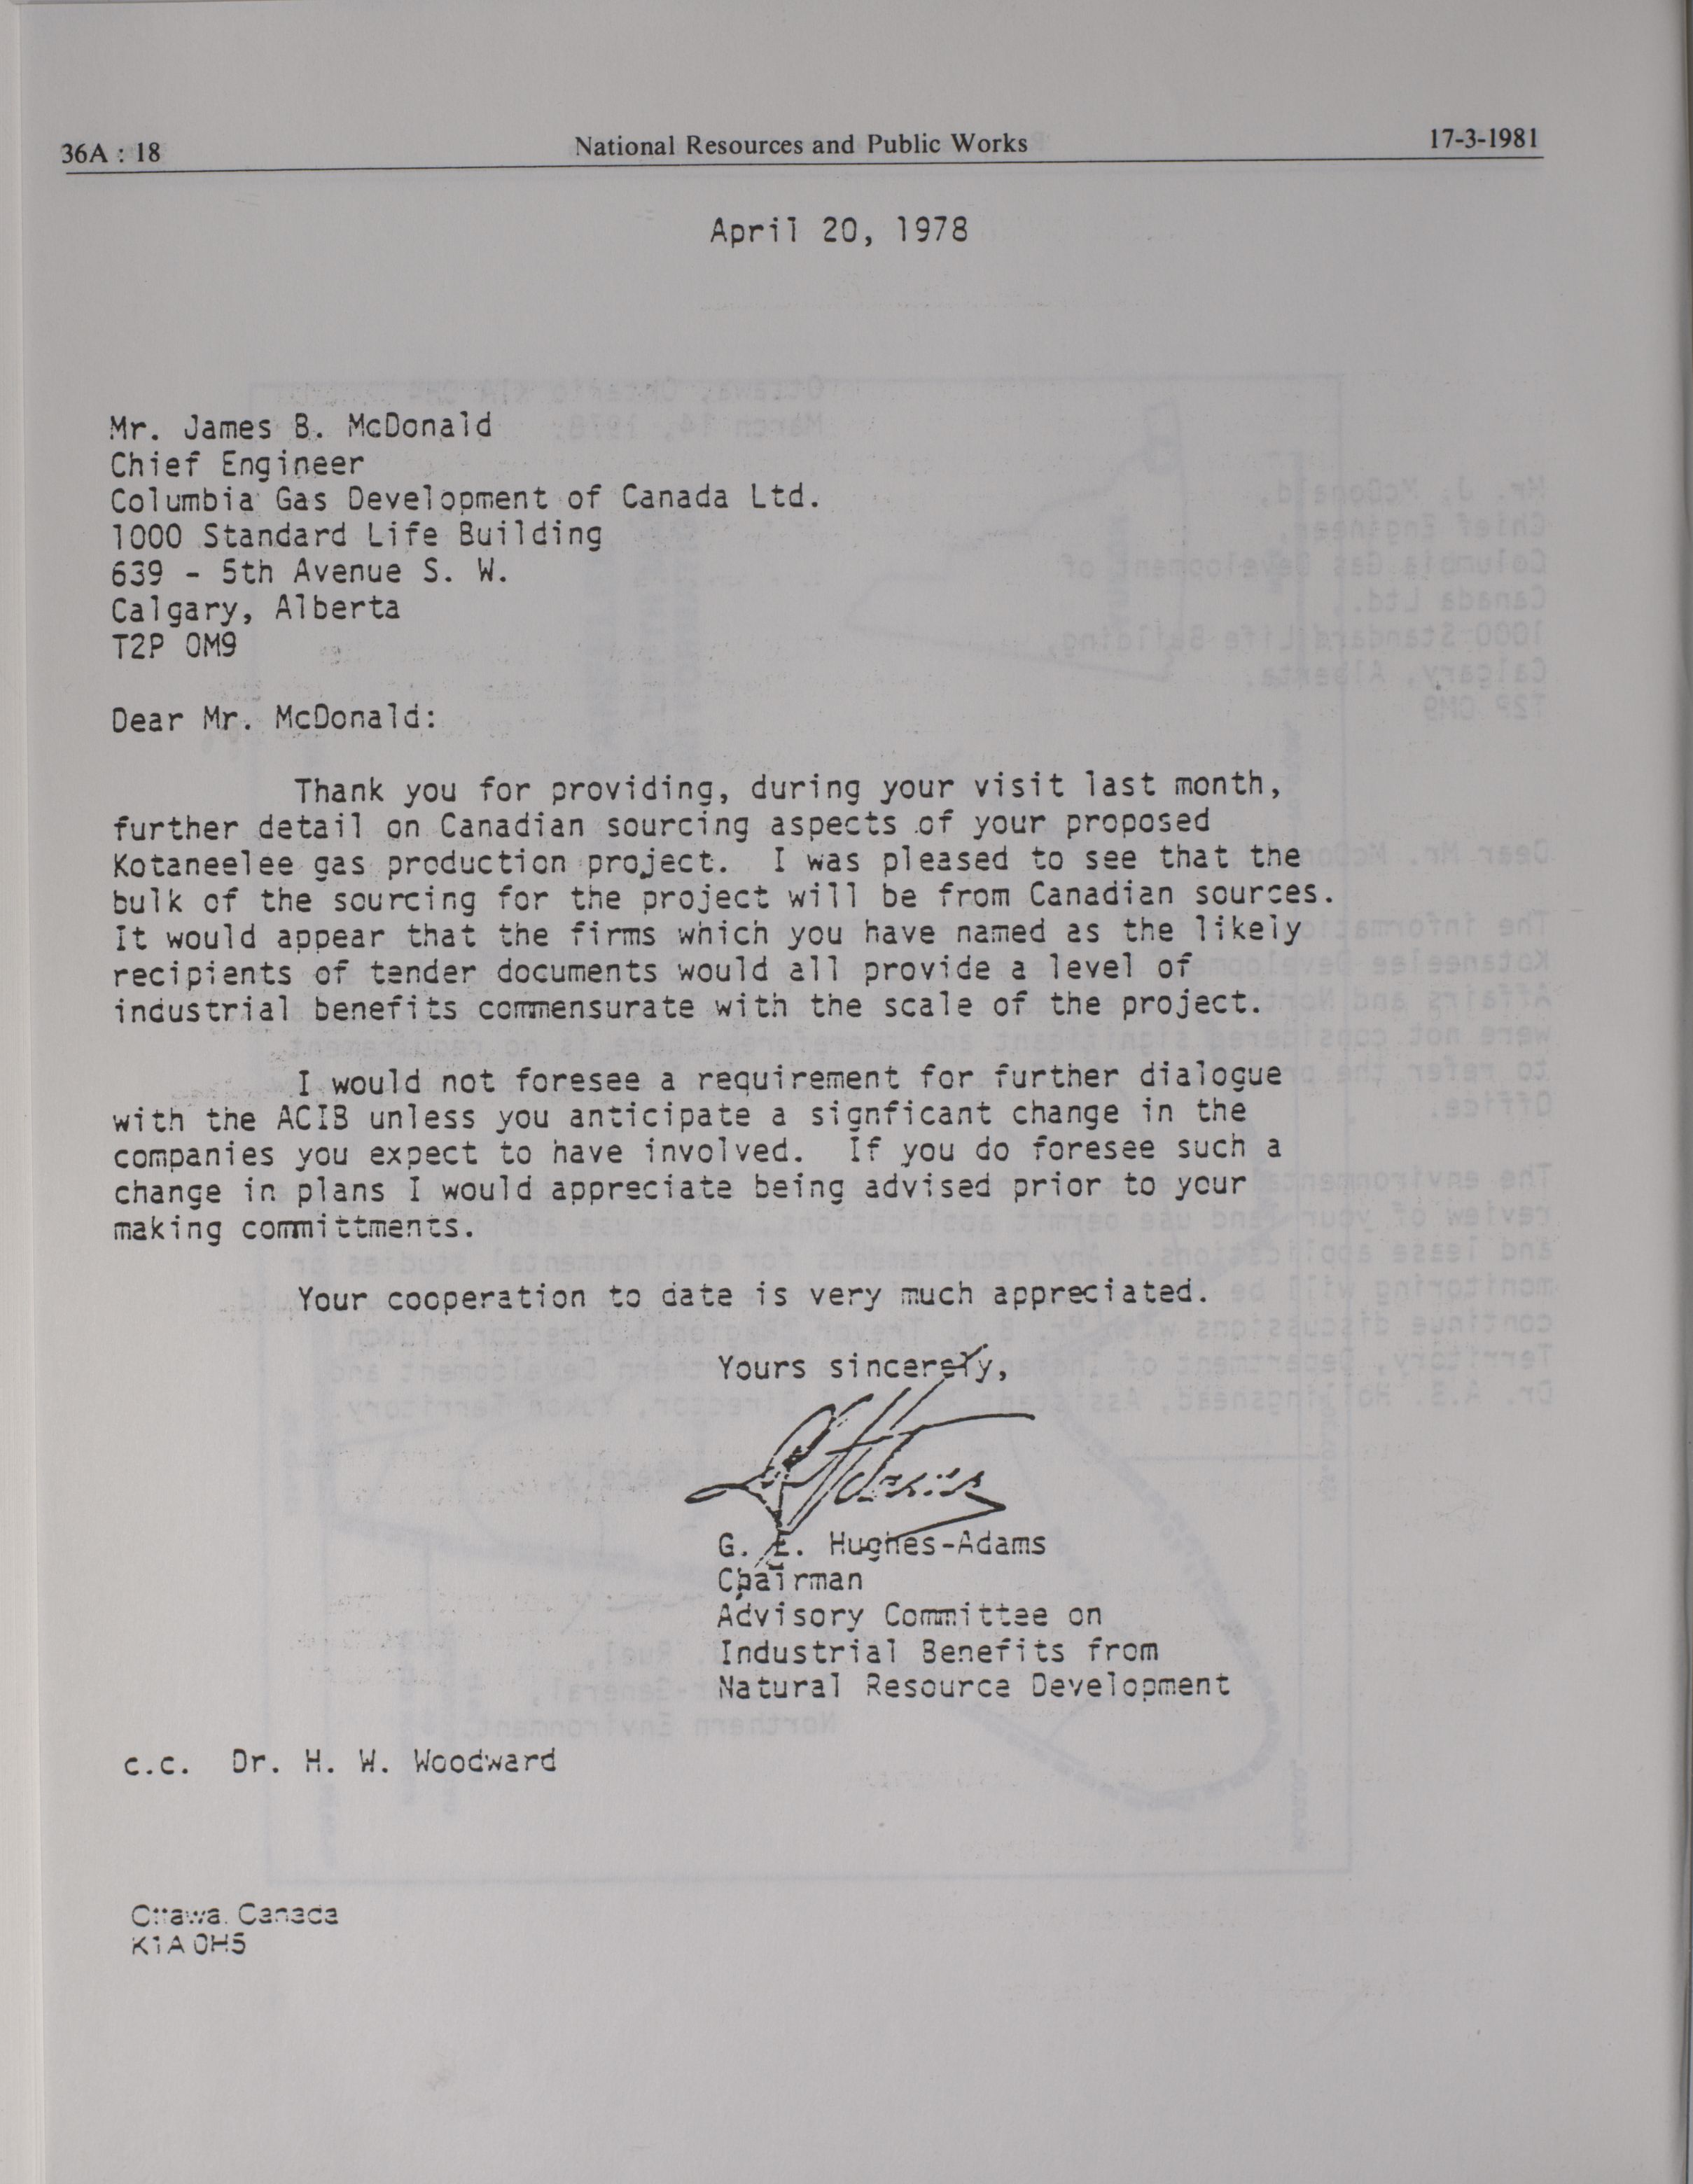 36A : 18 National Resources and Public Works 17-3-1981
April 20, 1978
Mr. James B. McDonald
Chief Engineer
Columbia Gas Development of Canada Ltd.
1000 Standard Life Building
639 - 5th Avenue S. W.
Calgary, Alberta
T2P 0M9
Dear Mr. McDonald:
Thank you for providing, during your visit last month,
further detail on Canadian sourcing aspects of your proposed
Kotaneelee gas production project. I was pleased to see that the
bulk of the sourcing for the project will be from Canadian sources.
It would appear that the firms which you have named as the likely
recipients of tender documents would all provide a level of
industrial benefits commensurate with the scale of the project.
I would not foresee a requirement for further dialogue
with the ACIB unless you anticipate a signficant change in the
companies you expect to have involved. If you do foresee such a
change in plans I would appreciate being advised prior to your
making committments.
Your cooperation to date is very much appreciated.
Yours sincerely,
G. E. Hughes-Adams
Chairman
Advisory Committee on
Industrial Benefits from
Natural Resource Development
c.c. Dr. H. W. Woodward
Ottawa, Canada
K1A 0H5